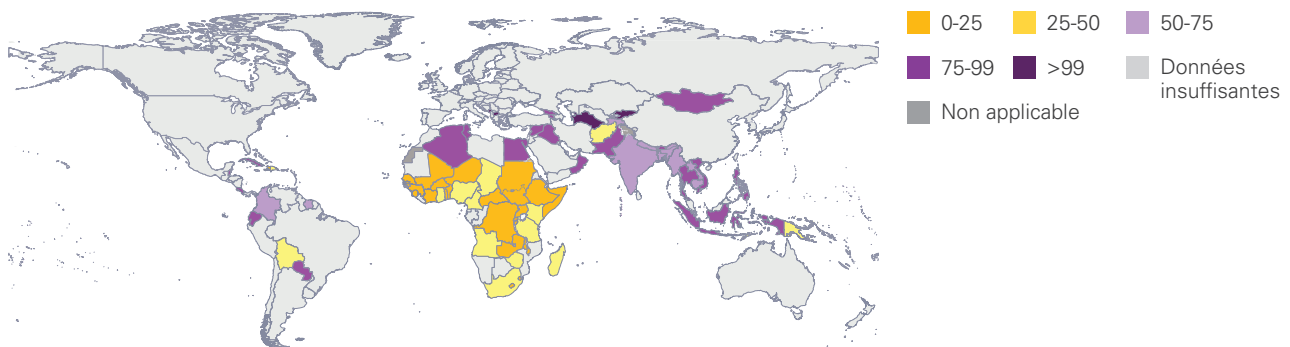 0-25
25-50
50-75
75-99
>99
Données
insuffisantes
Non applicable